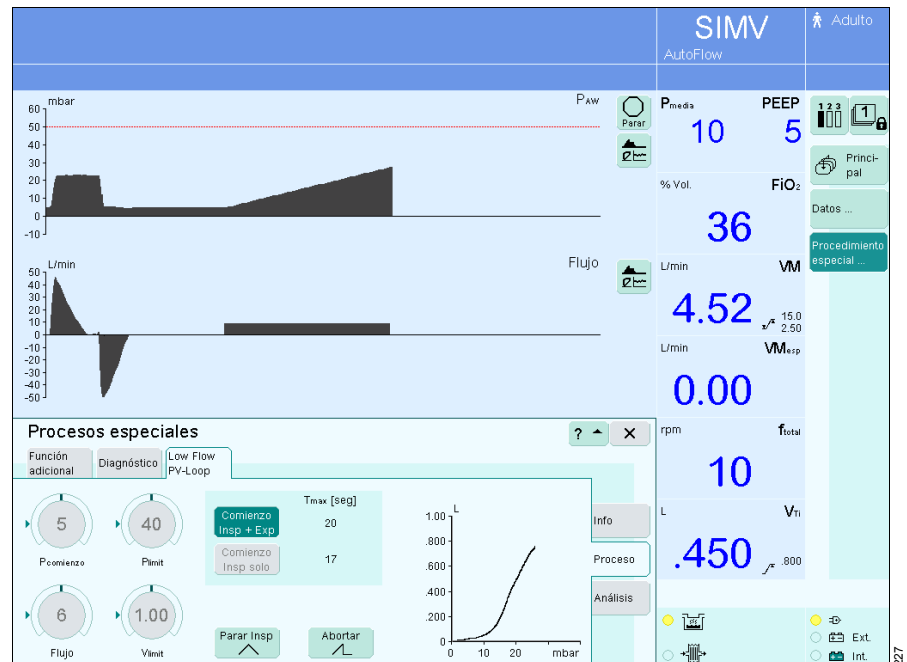 SIMV
AutoFlow
Adulto
mbar
PAW
60
50
40
30
20
10
0
-10
Parar
Pmedia
PEEP
10
5
1 2 3
1
Princi-
pal
% Vol.
FiO2
36
Datos ...
Procedimiento
especial ...
L/min
Flujo
50
40
30
20
10
0
-10
-20
-30
-40
-50
L/min
VM
4.52
15.0
2.50
L/min
VMesp
0.00
Procesos especiales
?
X
rpm
ftotal
10
Función
adicional
Diagnóstico
Low Flow
PV-Loop
5
Pcomienzo
40
Plimit
6
Flujo
1.00
Vlimit
Tmax [seg]
Comienzo
Insp + Exp
20
Comienzo
Insp solo
17
Parar Insp
Abortar
L
1.00
.800
.600
.400
.200
0
0 10 20 mbar
Info
Proceso
Análisis
L
VTi
.450
.800
Ext.
Int.